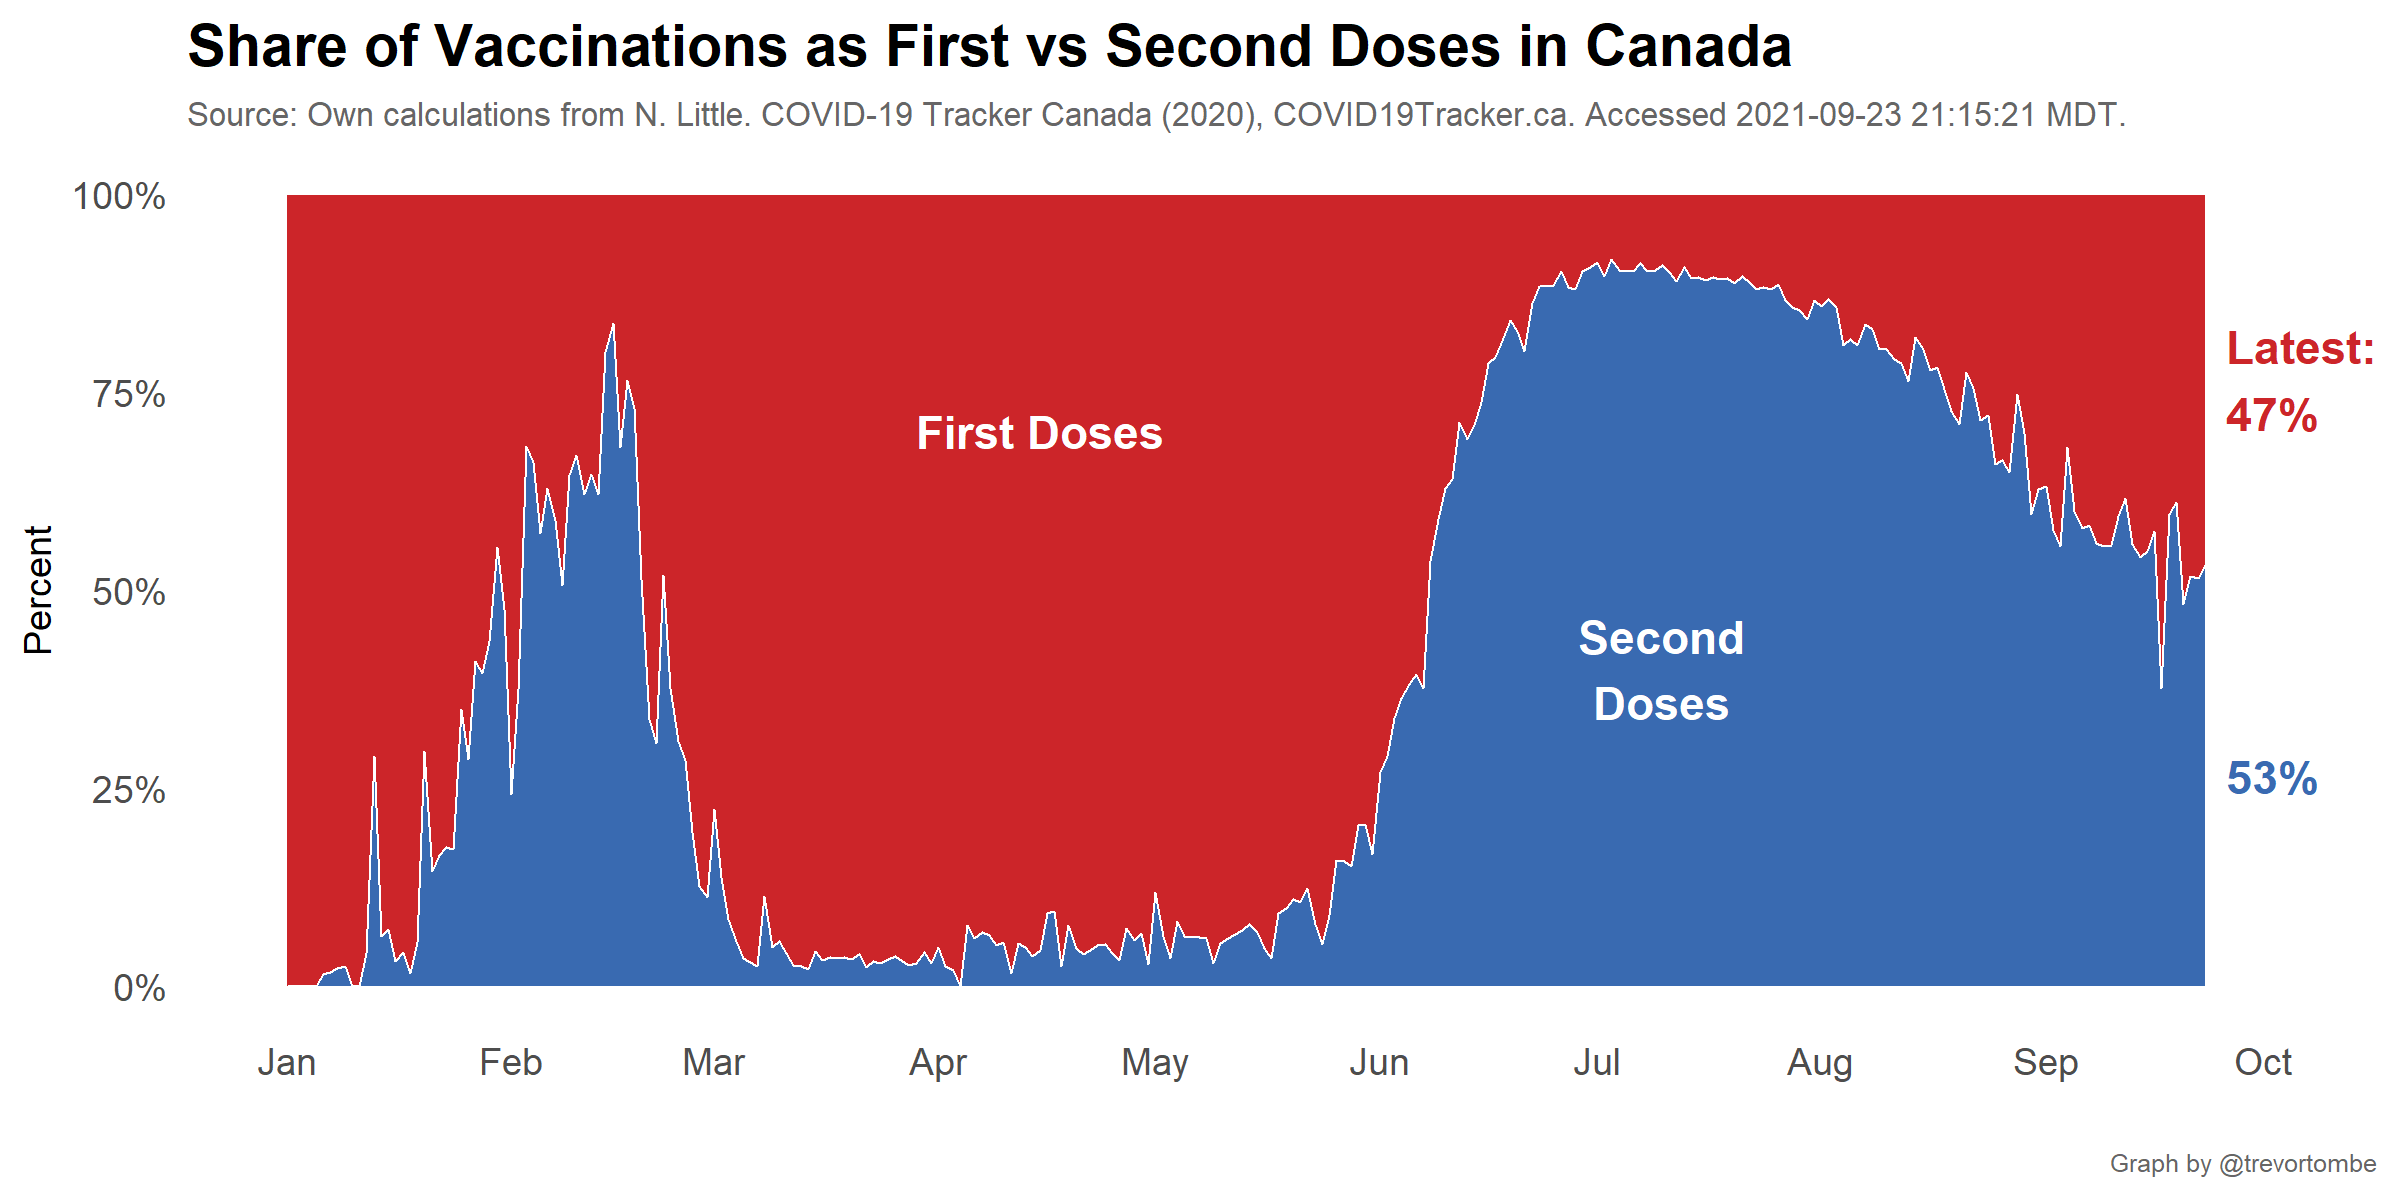 Share of Vaccinations as First vs Second Doses in Canada
Source: Own calculations from N. Little. COVID-19 Tracker Canada (2020), COVID19Tracker.ca. Accessed 2021-09-23 21:15:21 MDT.
100%
75%
50%
25%
0%
Percent
First Doses
Second
Doses
Latest:
47%
53%
Jan Feb Mar Apr May Jun Jul Aug Sep Oct
Graph by @trevortombe